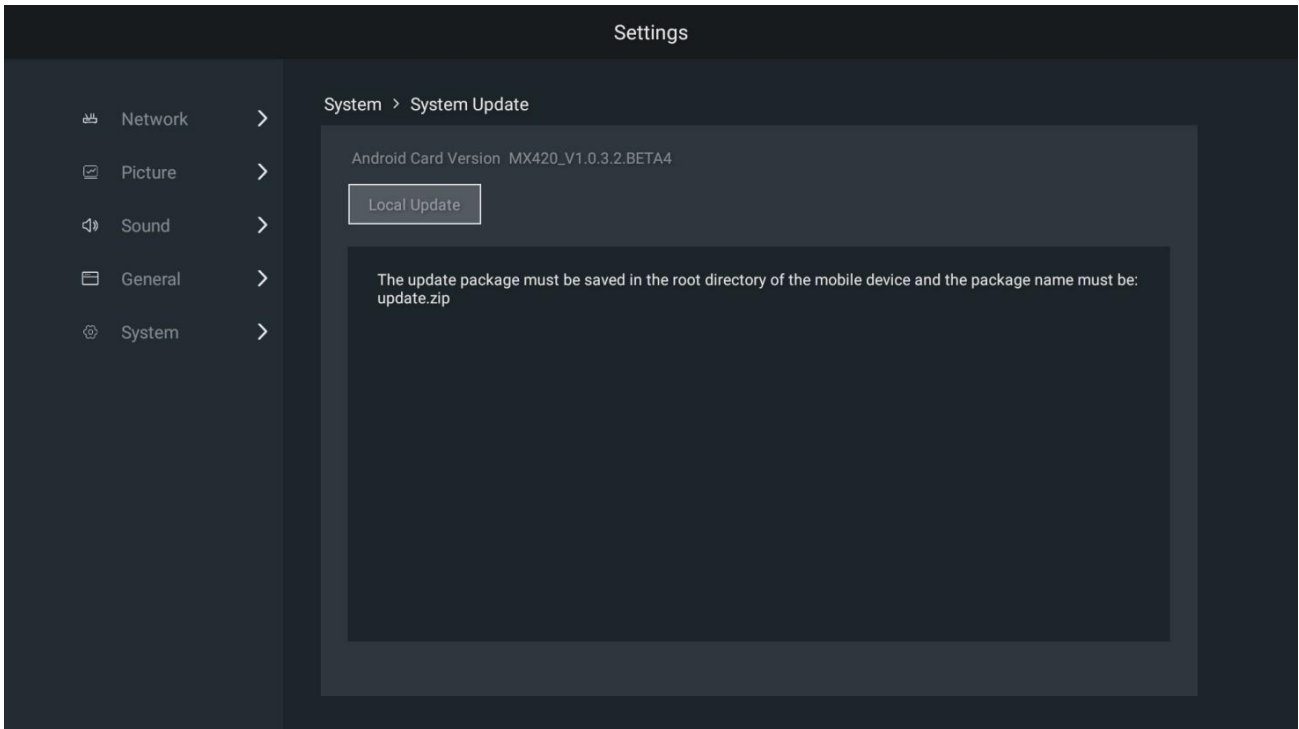 Settings
Network
Picture
Sound
General
System
System > System Update
Android Card Version MX420_V1.0.3.2.BETA4
Local Update
The update package must be saved in the root directory of the mobile device and the package name must be:
update.zip